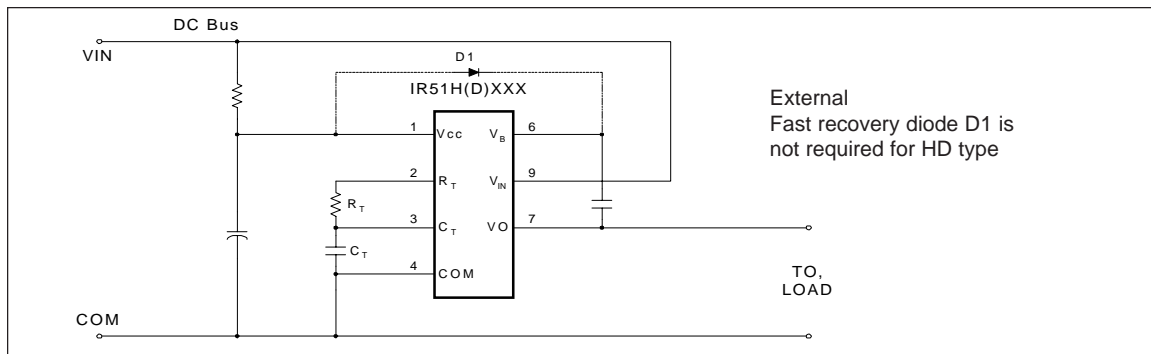 DC Bus
VIN
D1
IR51H(D)XXX
External
Fast recovery diode D1 is
not required for HD type
1 Vcc VB 6
2 RT VIN 9
RT
3 CT VO 7
CT
4 COM
TO,
LOAD
COM